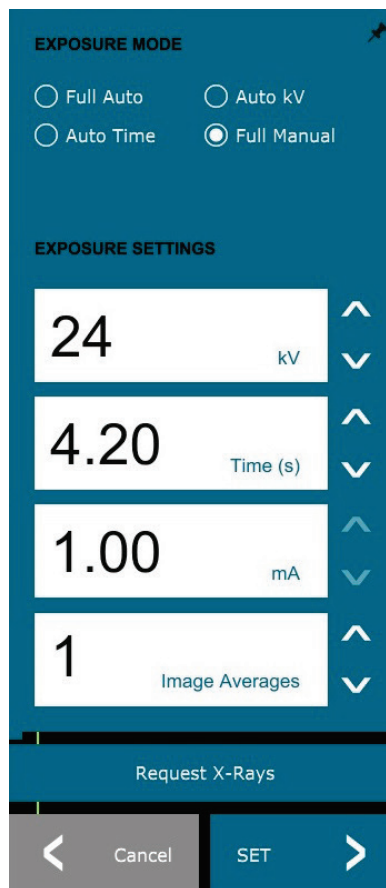 EXPOSURE MODE
Full Auto
Auto kV
Auto Time
Full Manual
EXPOSURE SETTINGS
24
kV
4.20
Time (s)
1.00
mA
1
Image Averages
Request X-Rays
Cancel
SET